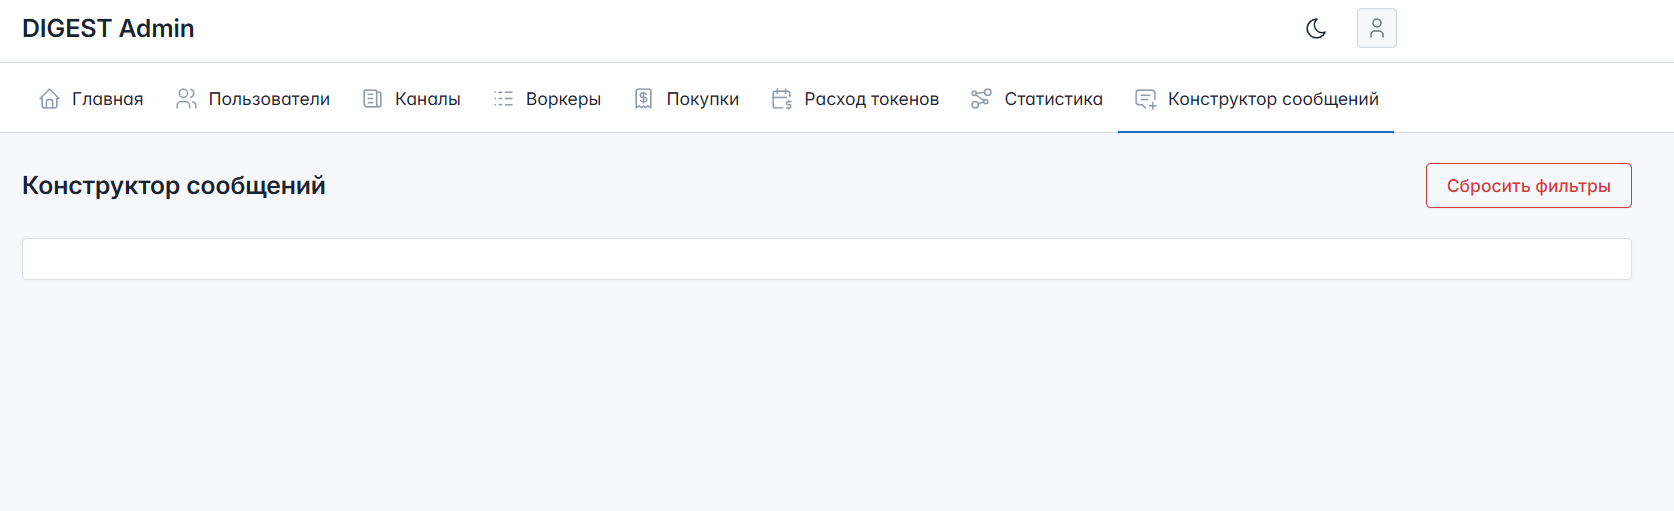 DIGEST Admin
Главная Пользователи Каналы Воркеры Покупки Расход токенов Статистика Конструктор сообщений
Конструктор сообщений Сбросить фильтры